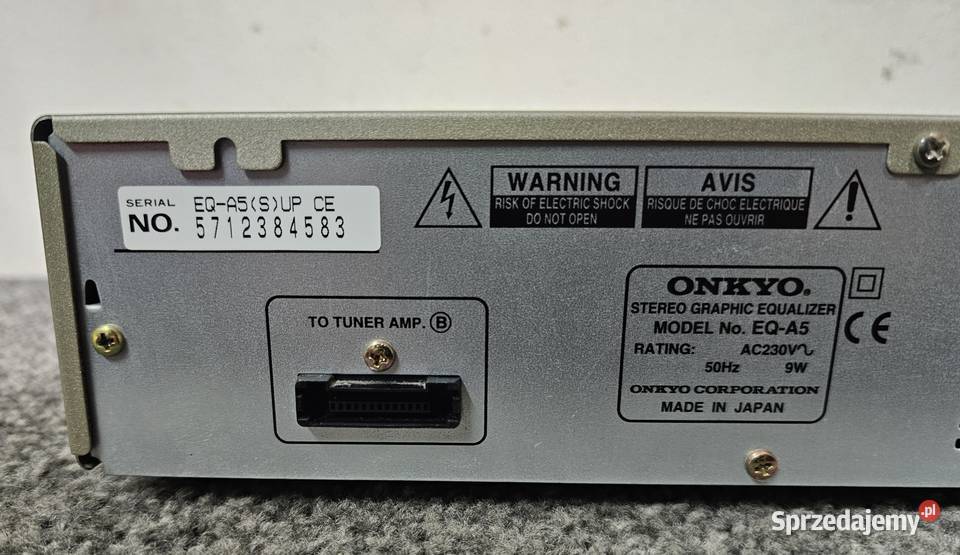 SERIAL
NO.
EQ-A5(S)UP CE
5712384583
WARNING
RISK OF ELECTRIC SHOCK
DO NOT OPEN
AVIS
RISQUE DE CHOC ELECTRIQUE
NE PAS OUVRIR
TO TUNER AMP. Ⓑ
ONKYO®
STEREO GRAPHIC EQUALIZER
MODEL No. EQ-A5
RATING: AC230V∿
50Hz 9W
ONKYO CORPORATION
MADE IN JAPAN
CE
Sprzedajemy.pl